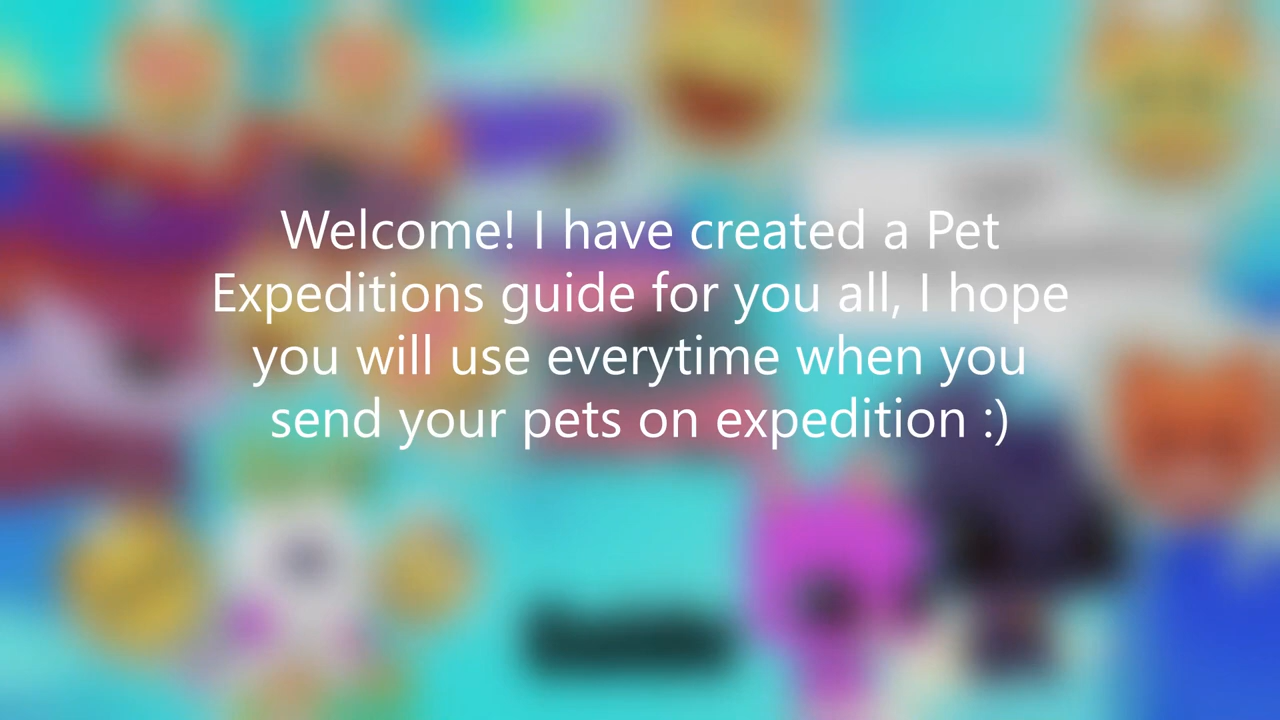 Welcome! I have created a Pet
Expeditions guide for you all, I hope
you will use everytime when you
send your pets on expedition :)